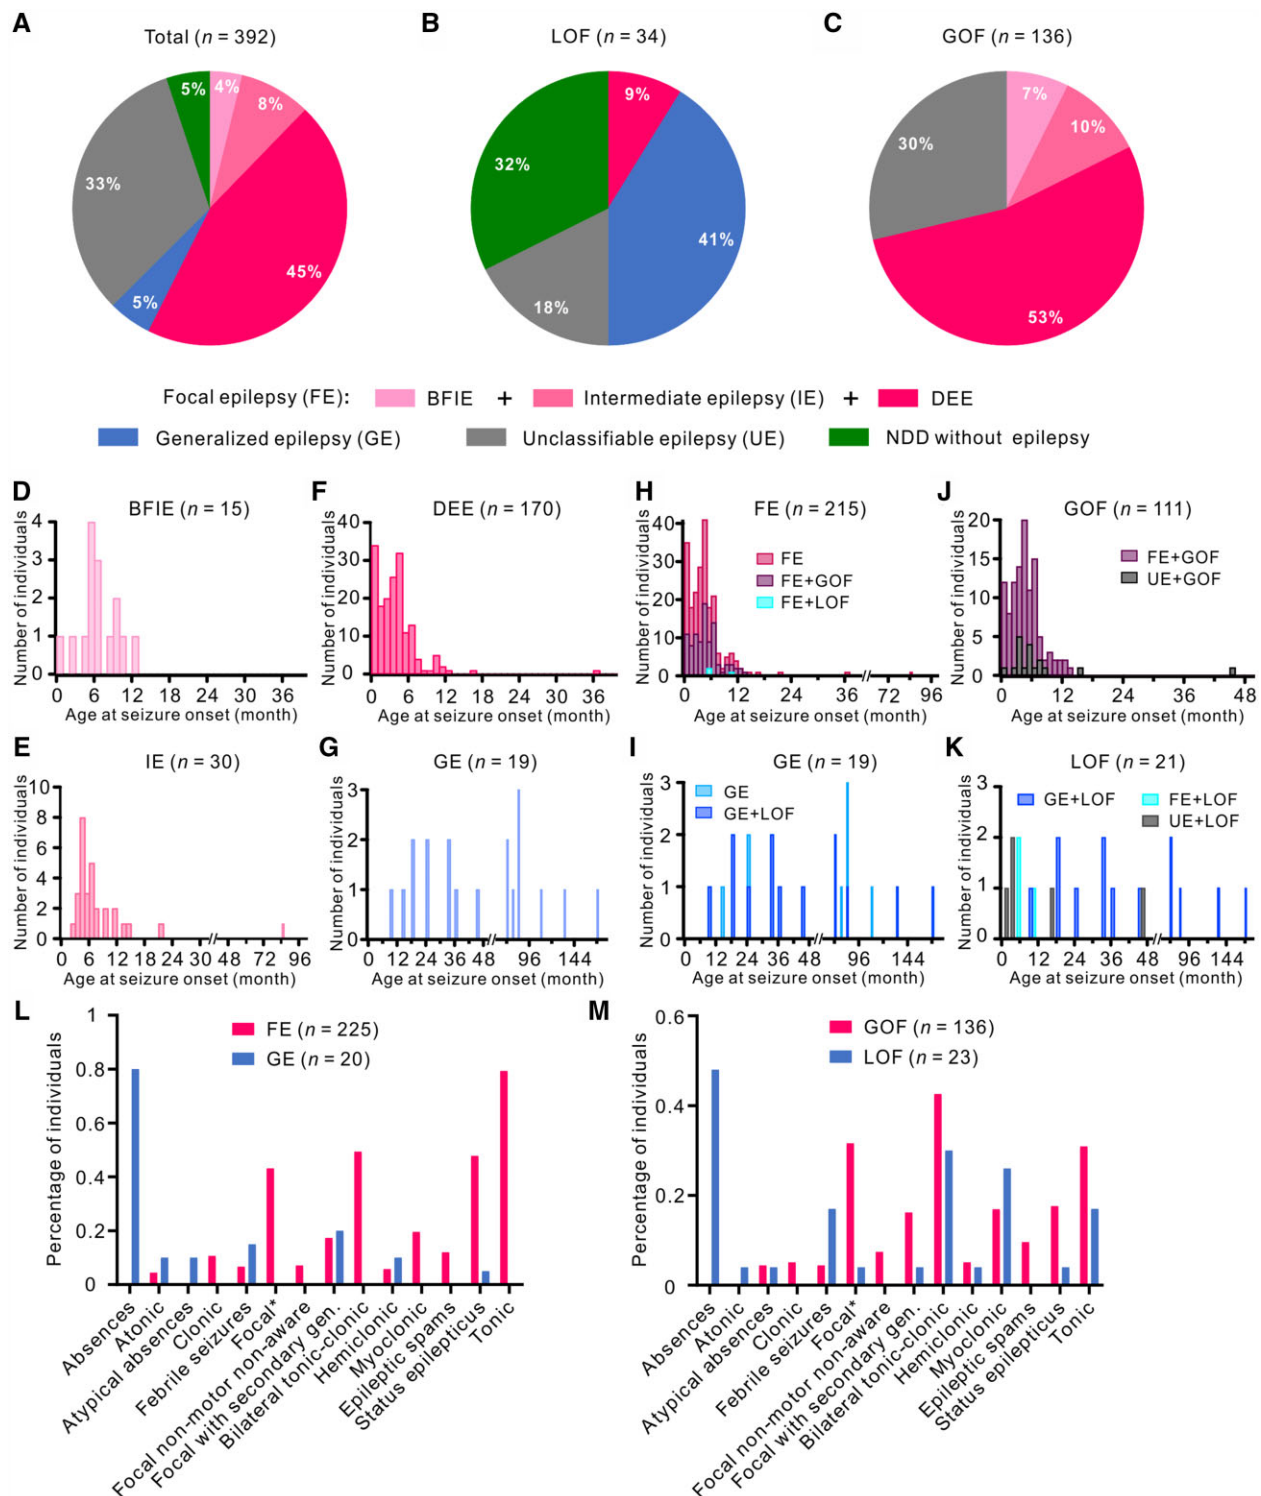 A
Total (n = 392)
5%
4%
8%
33%
45%
5%
B
LOF (n = 34)
9%
32%
41%
18%
C
GOF (n = 136)
7%
10%
30%
53%
Focal epilepsy (FE): BFIE + Intermediate epilepsy (IE) + DEE
Generalized epilepsy (GE) Unclassifiable epilepsy (UE) NDD without epilepsy
D
BFIE (n = 15)
Number of individuals
4
3
2
1
0
0 6 12 18 24 30 36
Age at seizure onset (month)
F
DEE (n = 170)
Number of individuals
40
30
20
10
0
0 6 12 18 24 30 36
Age at seizure onset (month)
H
FE (n = 215)
Number of individuals
40
30
20
10
0
FE
FE+GOF
FE+LOF
0 12 24 36 72 96
Age at seizure onset (month)
J
GOF (n = 111)
Number of individuals
20
15
10
5
0
FE+GOF
UE+GOF
0 12 24 36 48
Age at seizure onset (month)
E
IE (n = 30)
Number of individuals
10
8
6
4
2
0
0 6 12 18 24 30 48 72 96
Age at seizure onset (month)
G
GE (n = 19)
Number of individuals
3
2
1
0
0 12 24 36 48 96 144
Age at seizure onset (month)
I
GE (n = 19)
Number of individuals
3
2
1
0
GE
GE+LOF
0 12 24 36 48 96 144
Age at seizure onset (month)
K
LOF (n = 21)
Number of individuals
3
2
1
0
GE+LOF FE+LOF
UE+LOF
0 12 24 36 48 96 144
Age at seizure onset (month)
L
Percentage of individuals
1
0.8
0.6
0.4
0.2
0
FE (n = 225)
GE (n = 20)
Absences
Atonic
Atypical absences
Clonic
Febrile seizures
Focal*
Focal non-motor non-aware
Focal with secondary gen.
Bilateral tonic-clonic
Hemiclonic
Myoclonic
Epileptic spams
Status epilepticus
Tonic
M
Percentage of individuals
0.6
0.4
0.2
0
GOF (n = 136)
LOF (n = 23)
Absences
Atonic
Atypical absences
Clonic
Febrile seizures
Focal*
Focal non-motor non-aware
Focal with secondary gen.
Bilateral tonic-clonic
Hemiclonic
Myoclonic
Epileptic spams
Status epilepticus
Tonic